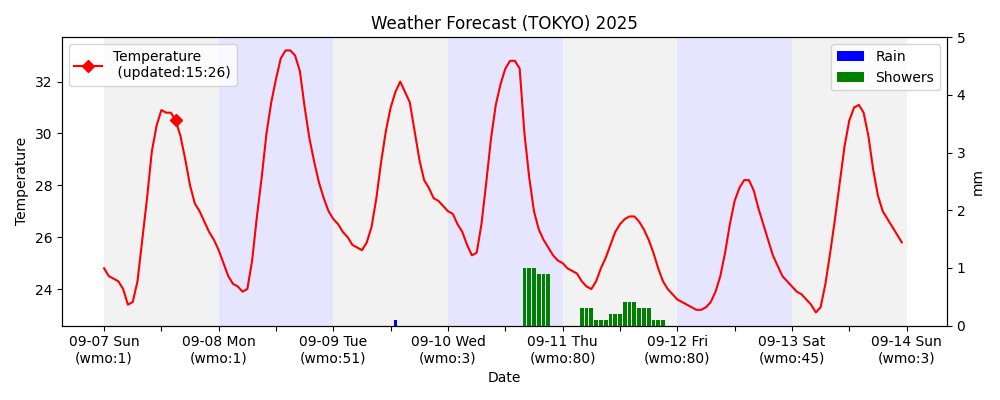 Weather Forecast (TOKYO) 2025
Temperature
(updated:15:26)
Rain
Showers
Temperature
32
30
28
26
24
5
4
3
2
1
0
mm
09-07 Sun
(wmo:1)
09-08 Mon
(wmo:1)
09-09 Tue
(wmo:51)
09-10 Wed
(wmo:3)
09-11 Thu
(wmo:80)
09-12 Fri
(wmo:80)
09-13 Sat
(wmo:45)
09-14 Sun
(wmo:3)
Date